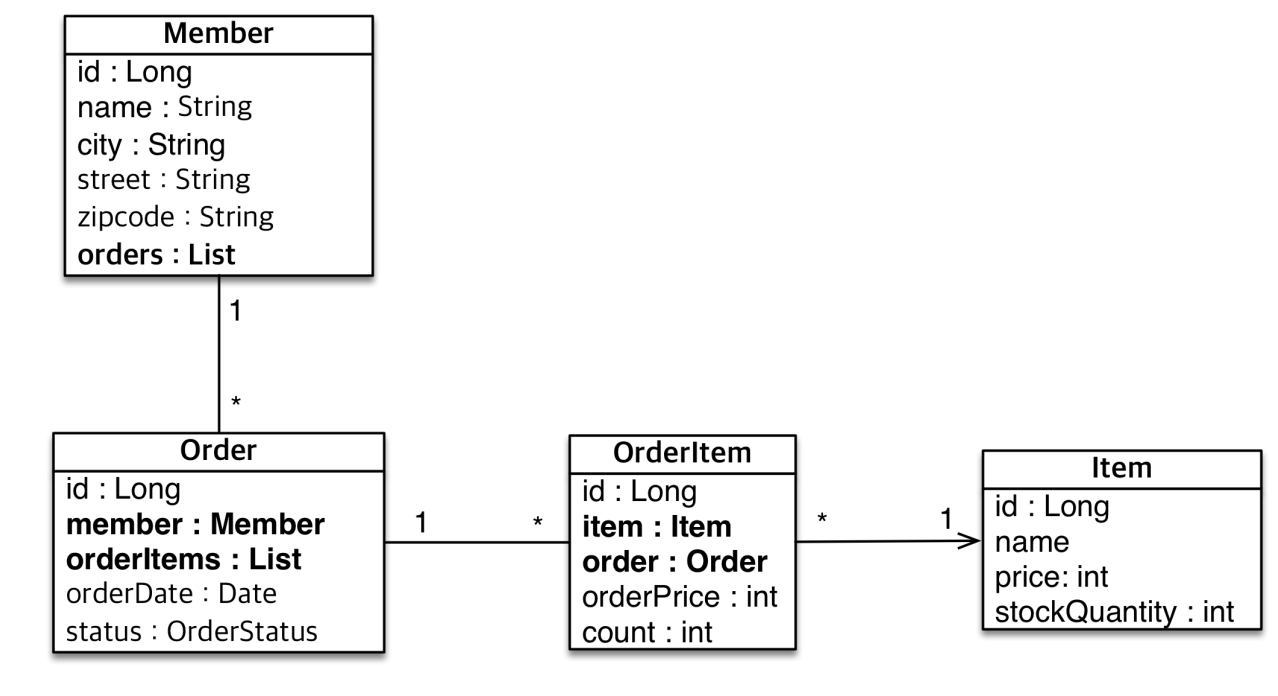 Member
id : Long
name : String
city : String
street : String
zipcode : String
orders : List
1
*
Order
id : Long
member : Member
orderItems : List
orderDate : Date
status : OrderStatus
1
*
OrderItem
id : Long
item : Item
order : Order
orderPrice : int
count : int
*
1
Item
id : Long
name
price: int
stockQuantity : int